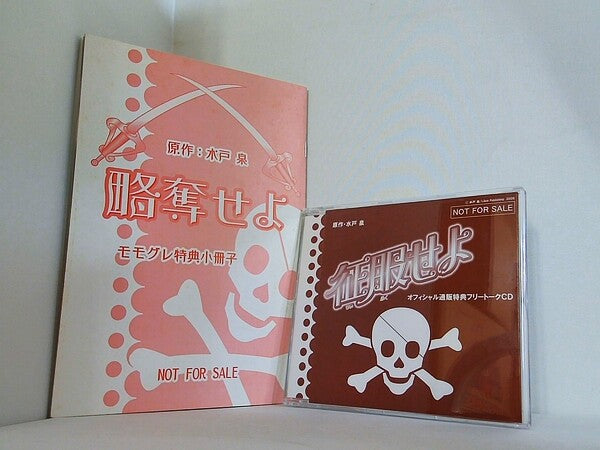 原作:水戸 泉
略奪せよ
モモグレ特典小冊子
NOT FOR SALE
NOT FOR SALE
原作・水戸 泉
征服せよ
オフィシャル通販特典フリートークCD